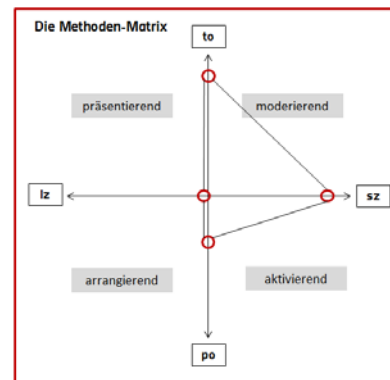 Die Methoden-Matrix
to
präsentierend
moderierend
lz
sz
arrangierend
aktivierend
po